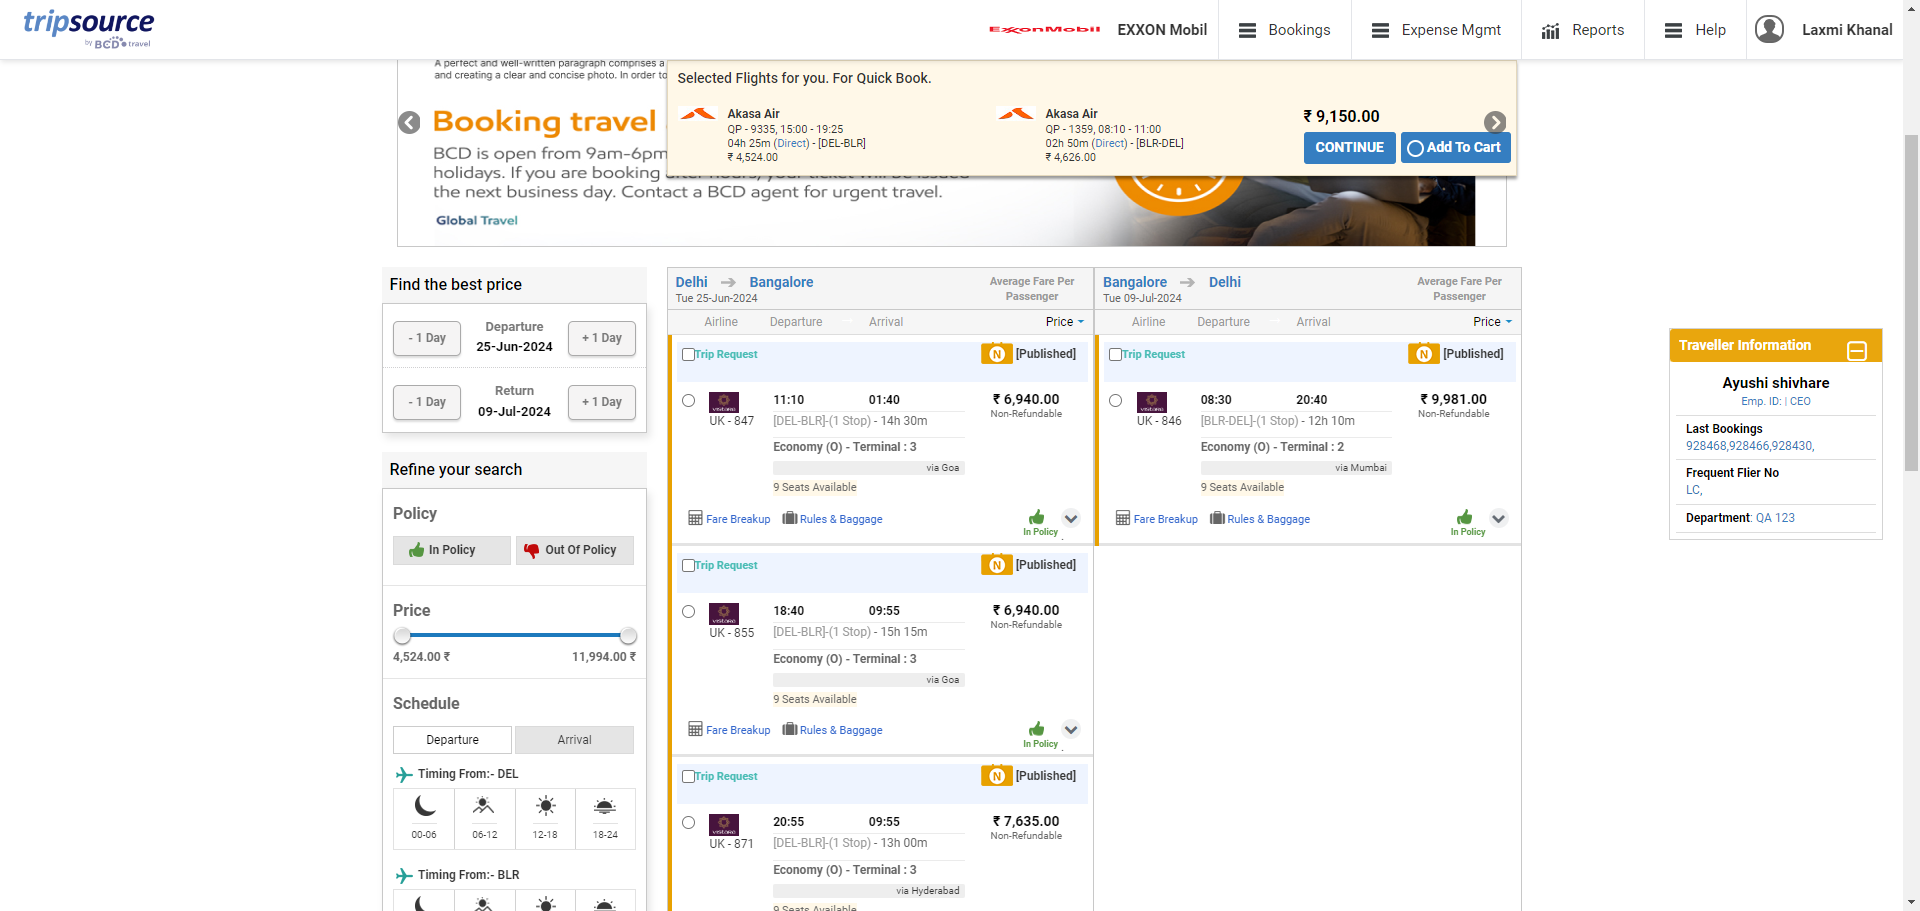 tripsource
by BCD travel
ExxonMobil
EXXON Mobil
Bookings
Expense Mgmt
Reports
Help
Laxmi Khanal
A perfect and well-written paragraph comprises a
and creating a clear and concise photo. In order to
Booking travel
BCD is open from 9am-6pm
holidays. If you are booking after hours, your ticket will be issued
the next business day. Contact a BCD agent for urgent travel.
Global Travel
Selected Flights for you. For Quick Book.
Akasa Air
QP - 9335, 15:00 - 19:25
04h 25m (Direct) - [DEL-BLR]
₹ 4,524.00
Akasa Air
QP - 1359, 08:10 - 11:00
02h 50m (Direct) - [BLR-DEL]
₹ 4,626.00
₹ 9,150.00
CONTINUE
Add To Cart
Find the best price
- 1 Day
Departure
25-Jun-2024
+ 1 Day
- 1 Day
Return
09-Jul-2024
+ 1 Day
Refine your search
Policy
In Policy
Out Of Policy
Price
4,524.00 ₹
11,994.00 ₹
Schedule
Departure
Arrival
Timing From:- DEL
00-06
06-12
12-18
18-24
Timing From:- BLR
Delhi
Bangalore
Tue 25-Jun-2024
Average Fare Per
Passenger
Airline
Departure
Arrival
Price
Trip Request
N [Published]
vistara
UK - 847
11:10
01:40
[DEL-BLR]-(1 Stop) - 14h 30m
Economy (O) - Terminal : 3
via Goa
9 Seats Available
₹ 6,940.00
Non-Refundable
Fare Breakup
Rules & Baggage
In Policy
Trip Request
N [Published]
vistara
UK - 855
18:40
09:55
[DEL-BLR]-(1 Stop) - 15h 15m
Economy (O) - Terminal : 3
via Goa
9 Seats Available
₹ 6,940.00
Non-Refundable
Fare Breakup
Rules & Baggage
In Policy
Trip Request
N [Published]
vistara
UK - 871
20:55
09:55
[DEL-BLR]-(1 Stop) - 13h 00m
Economy (O) - Terminal : 3
via Hyderabad
9 Seats Available
₹ 7,635.00
Non-Refundable
Bangalore
Delhi
Tue 09-Jul-2024
Average Fare Per
Passenger
Airline
Departure
Arrival
Price
Trip Request
N [Published]
vistara
UK - 846
08:30
20:40
[BLR-DEL]-(1 Stop) - 12h 10m
Economy (O) - Terminal : 2
via Mumbai
9 Seats Available
₹ 9,981.00
Non-Refundable
Fare Breakup
Rules & Baggage
In Policy
Traveller Information
Ayushi shivhare
Emp. ID: | CEO
Last Bookings
928468,928466,928430,
Frequent Flier No
LC,
Department: QA 123